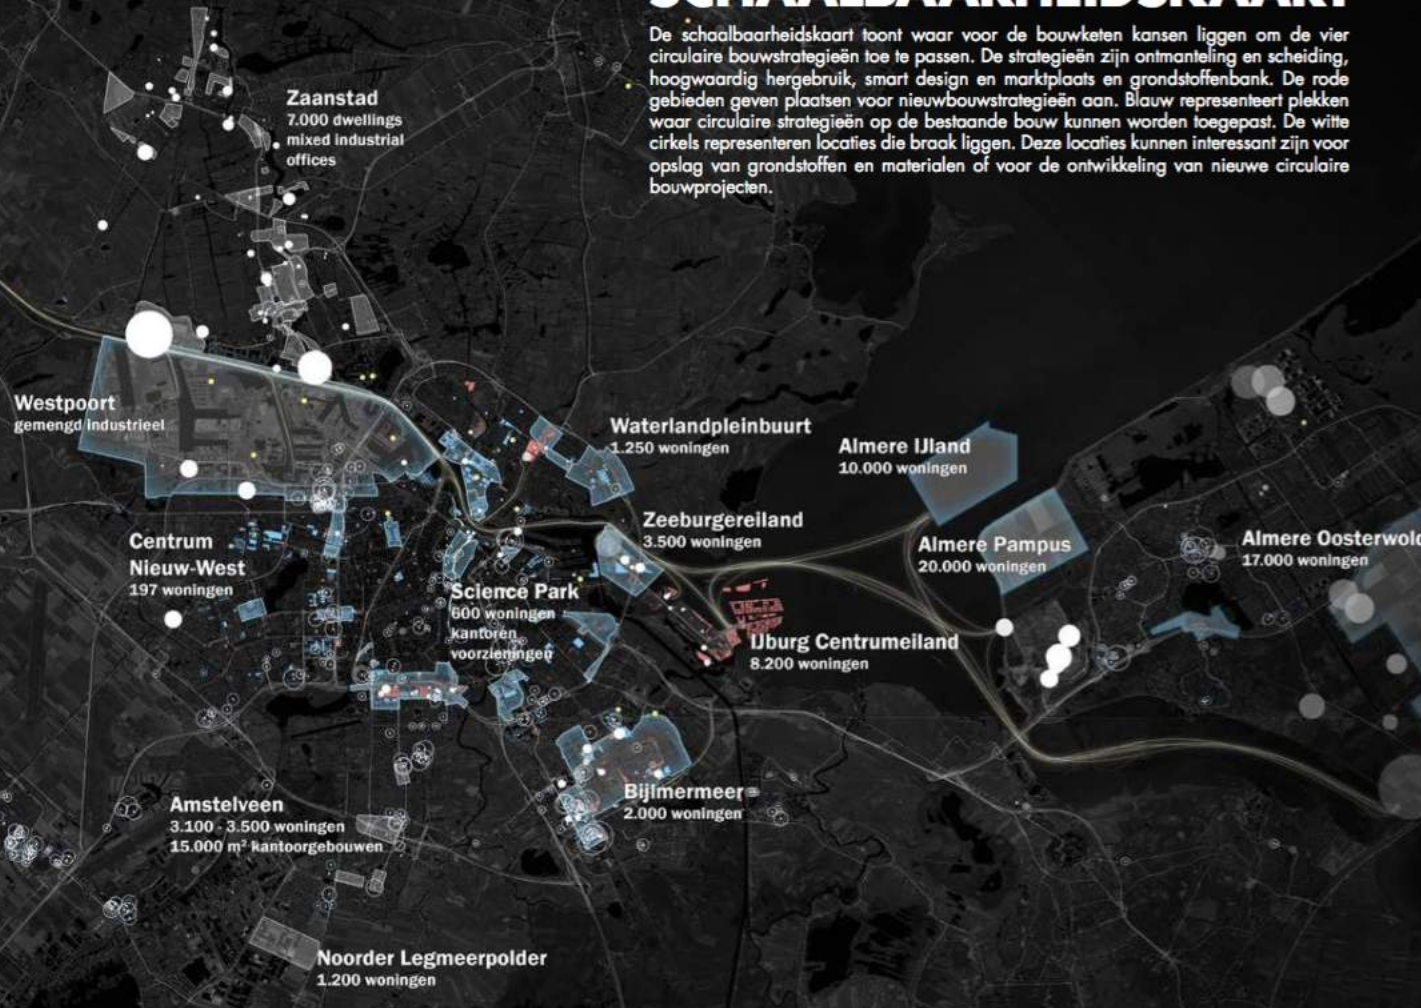 SCHAALBAARHEIDSKAART
De schaalbaarheidskaart toont waar voor de bouwketen kansen liggen om de vier
circulaire bouwstrategieën toe te passen. De strategieën zijn ontmanteling en scheiding,
hoogwaardig hergebruik, smart design en marktplaats en grondstoffenbank. De rode
gebieden geven plaatsen voor nieuwbouwstrategieën aan. Blauw representeert plekken
waar circulaire strategieën op de bestaande bouw kunnen worden toegepast. De witte
cirkels representeren locaties die braak liggen. Deze locaties kunnen interessant zijn voor
opslag van grondstoffen en materialen of voor de ontwikkeling van nieuwe circulaire
bouwprojecten.
Zaanstad
7.000 dwellings
mixed industrial
offices
Westpoort
gemengd industrieel
Waterlandpleinbuurt
1.250 woningen
Almere IJland
10.000 woningen
Zeeburgereiland
3.500 woningen
Almere Pampus
20.000 woningen
Almere Oosterwold
17.000 woningen
Centrum
Nieuw-West
197 woningen
Science Park
600 woningen
kantoren
voorzieningen
IJburg Centrumeiland
8.200 woningen
Bijlmermeer
2.000 woningen
Amstelveen
3.100 - 3.500 woningen
15.000 m² kantoorgebouwen
Noorder Legmeerpolder
1.200 woningen